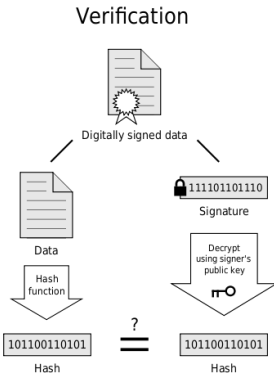 Verification
Digitally signed data
111101101110
Signature
Data
Hash
function
Decrypt
using signer's
public key
?
101100110101
=
101100110101
Hash
Hash